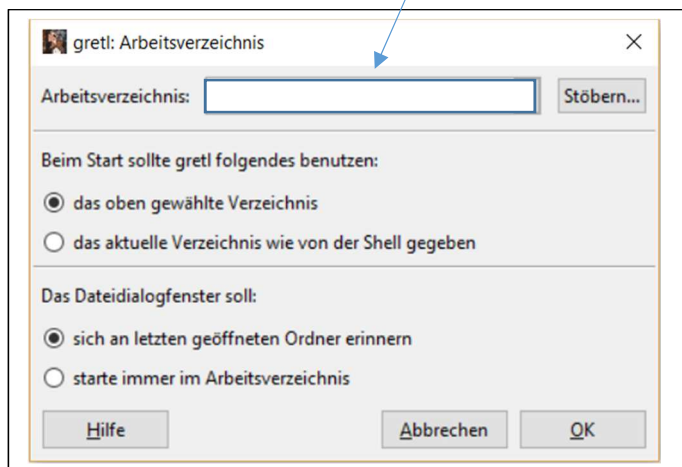 gretl: Arbeitsverzeichnis
Arbeitsverzeichnis: Stöbern...
Beim Start sollte gretl folgendes benutzen:
das oben gewählte Verzeichnis
das aktuelle Verzeichnis wie von der Shell gegeben
Das Dateidialogfenster soll:
sich an letzten geöffneten Ordner erinnern
starte immer im Arbeitsverzeichnis
Hilfe Abbrechen OK